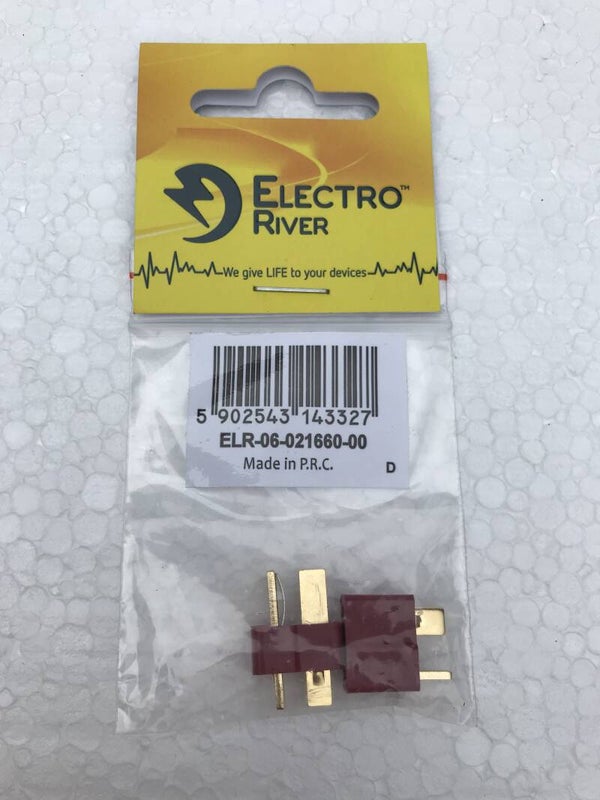 ELECTRO™
RIVER
We give LIFE to your devices
5 902543 143327
ELR-06-021660-00
Made in P.R.C.
D